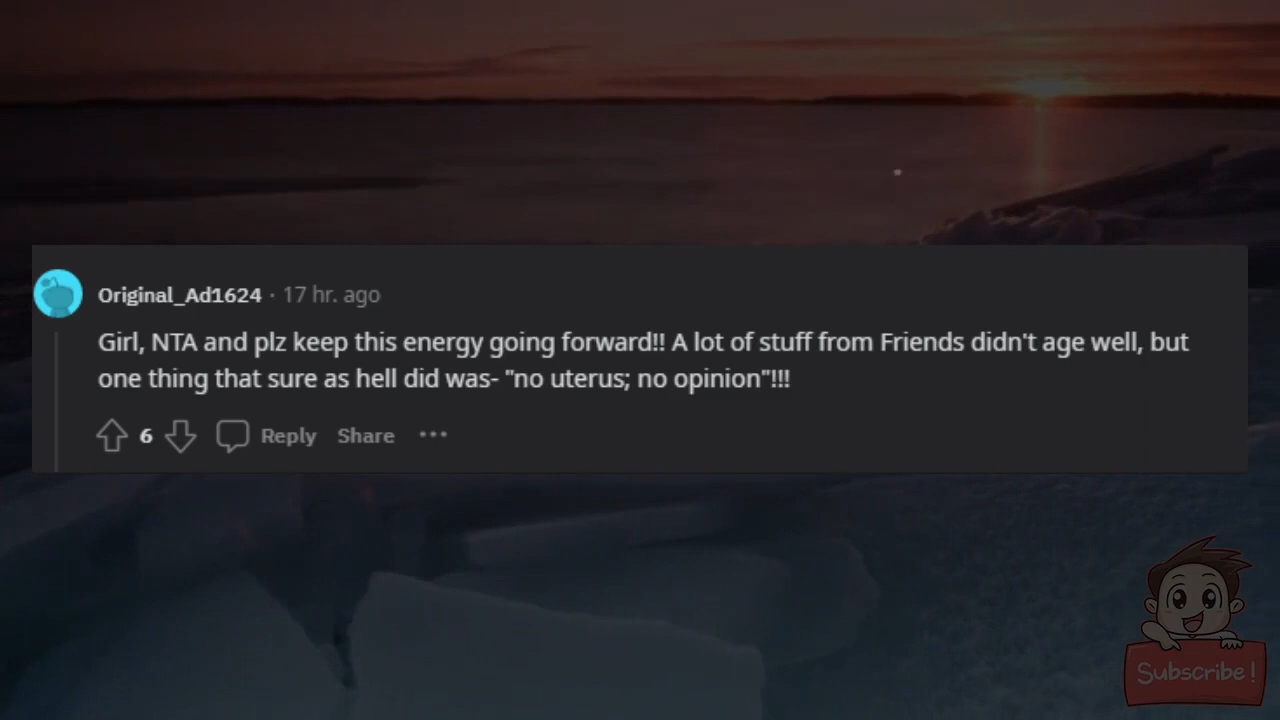 Original_Ad1624 · 17 hr. ago
Girl, NTA and plz keep this energy going forward!! A lot of stuff from Friends didn't age well, but
one thing that sure as hell did was- "no uterus; no opinion"!!!
6 Reply Share ···
Subscribe!